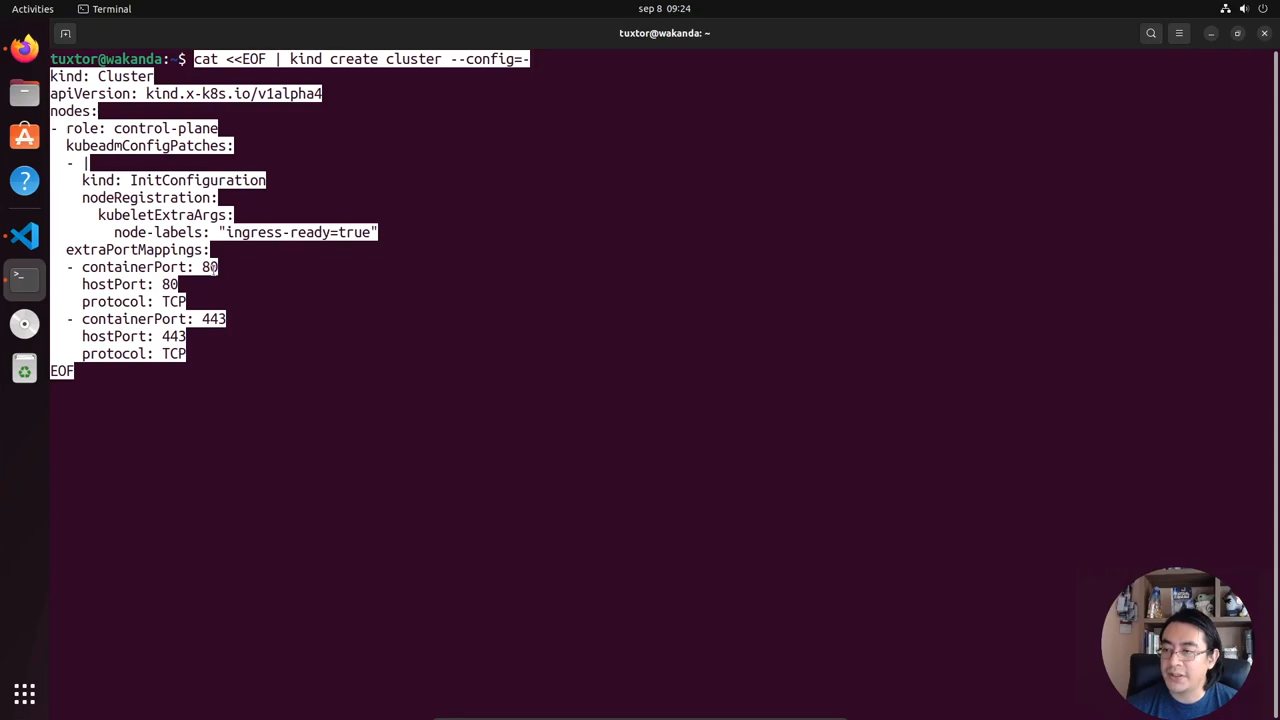 Activities
Terminal
sep 8 09:24
tuxtor@wakanda: ~
tuxtor@wakanda:~$ cat <<EOF | kind create cluster --config=-
kind: Cluster
apiVersion: kind.x-k8s.io/v1alpha4
nodes:
- role: control-plane
  kubeadmConfigPatches:
  - |
    kind: InitConfiguration
    nodeRegistration:
      kubeletExtraArgs:
        node-labels: "ingress-ready=true"
  extraPortMappings:
  - containerPort: 80
    hostPort: 80
    protocol: TCP
  - containerPort: 443
    hostPort: 443
    protocol: TCP
EOF